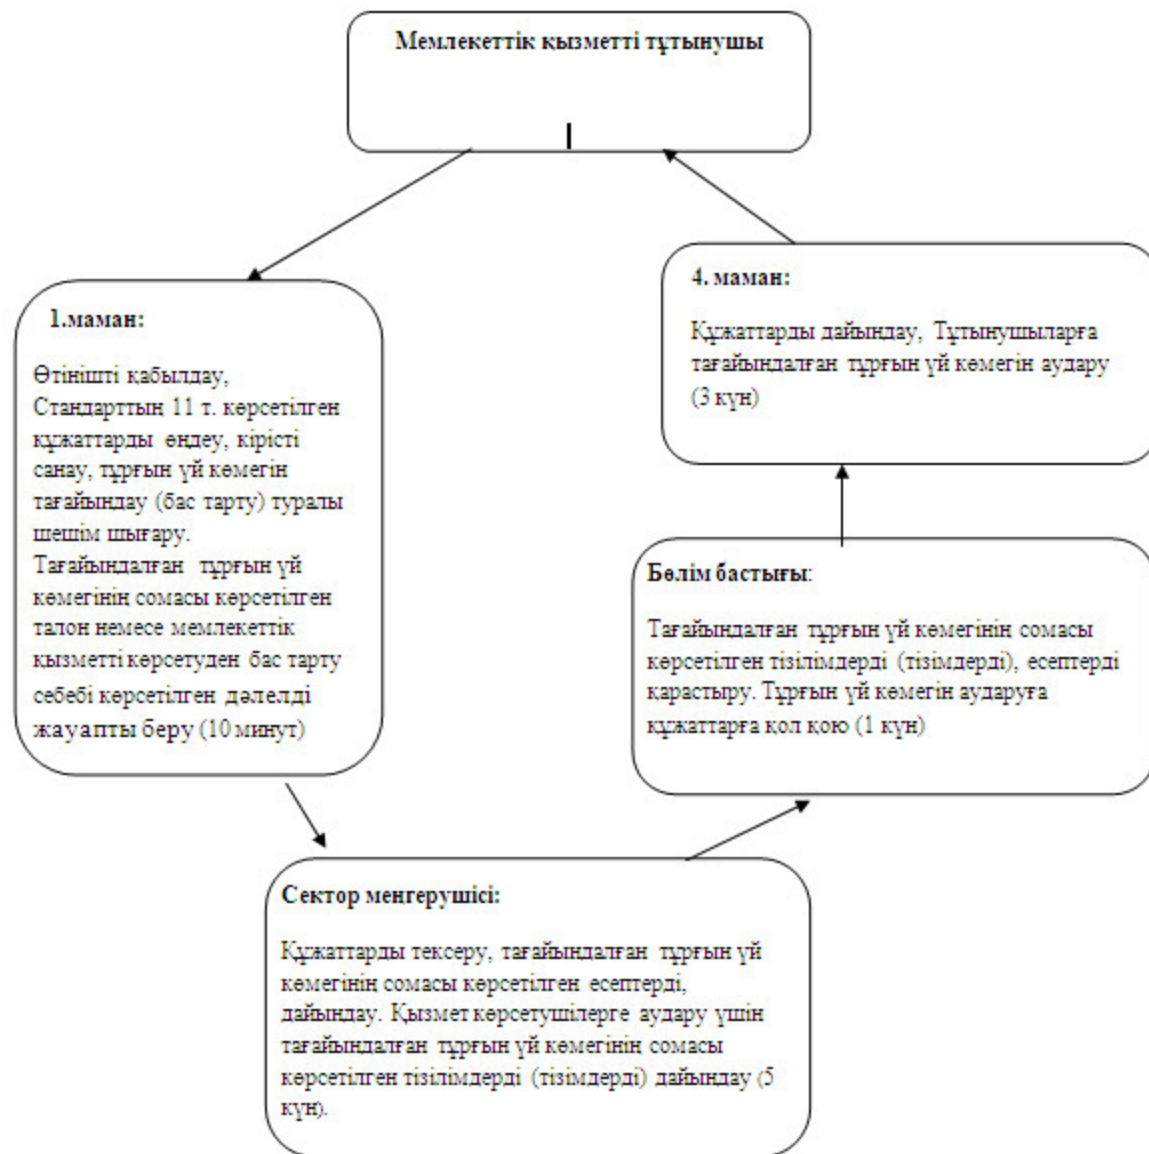 Мемлекеттік қызметті тұтынушы
1.маман:
Өтінішті қабылдау,
Стандарттың 11 т. көрсетілген
құжаттарды өңдеу, кірісті
санау, тұрғын үй көмегін
тағайындау (бас тарту) туралы
шешім шығару.
Тағайындалған тұрғын үй
көмегінің сомасы көрсетілген
талон немесе мемлекеттік
қызметті көрсетуден бас тарту
себебі көрсетілген дәлелді
жауапты беру (10 минут)
Сектор меңгерушісі:
Құжаттарды тексеру, тағайындалған тұрғын үй
көмегінің сомасы көрсетілген есептерді,
дайындау. Қызмет көрсетушілерге аудару үшін
тағайындалған тұрғын үй көмегінің сомасы
көрсетілген тізілімдерді (тізімдерді) дайындау (5
күн).
Бөлім бастығы:
Тағайындалған тұрғын үй көмегінің сомасы
көрсетілген тізілімдерді (тізімдерді), есептерді
қарастыру. Тұрғын үй көмегін аударуға
құжаттарға қол қою (1 күн)
4. маман:
Құжаттарды дайындау, Тұтынушыларға
тағайындалған тұрғын үй көмегін аудару
(3 күн)